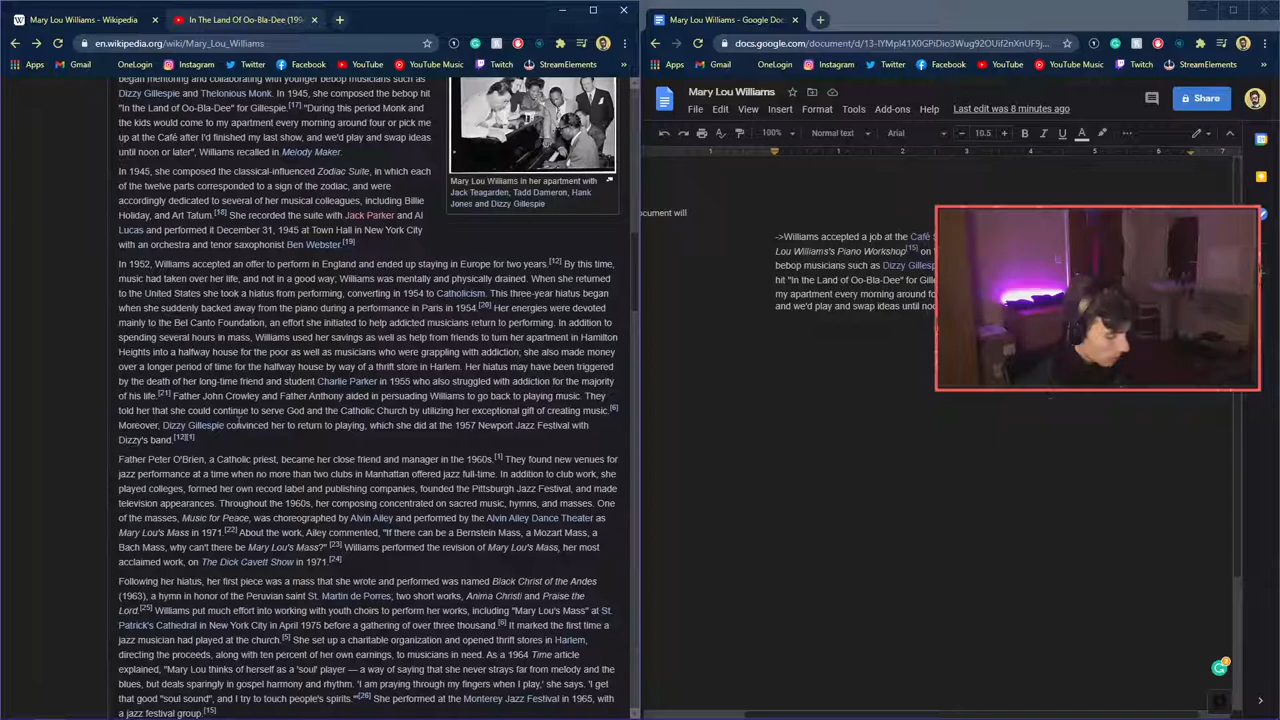 Mary Lou Williams - Wikipedia
In The Land Of Oo-Bla-Dee (199
en.wikipedia.org/wiki/Mary_Lou_Williams
Apps Gmail OneLogin Instagram Twitter Facebook YouTube YouTube Music Twitch StreamElements
began mentoring and collaborating with younger bebop musicians such as
Dizzy Gillespie and Thelonious Monk. In 1945, she composed the bebop hit
"In the Land of Oo-Bla-Dee" for Gillespie.[17] "During this period Monk and
the kids would come to my apartment every morning around four or pick me
up at the Café after I'd finished my last show, and we'd play and swap ideas
until noon or later", Williams recalled in Melody Maker.
Mary Lou Williams in her apartment with
Jack Teagarden, Tadd Dameron, Hank
Jones and Dizzy Gillespie
In 1945, she composed the classical-influenced Zodiac Suite, in which each
of the twelve parts corresponded to a sign of the zodiac, and were
accordingly dedicated to several of her musical colleagues, including Billie
Holiday, and Art Tatum.[18] She recorded the suite with Jack Parker and Al
Lucas and performed it December 31, 1945 at Town Hall in New York City
with an orchestra and tenor saxophonist Ben Webster.[19]
In 1952, Williams accepted an offer to perform in England and ended up staying in Europe for two years.[12] By this time,
music had taken over her life, and not in a good way; Williams was mentally and physically drained. When she returned
to the United States she took a hiatus from performing, converting in 1954 to Catholicism. This three-year hiatus began
when she suddenly backed away from the piano during a performance in Paris in 1954.[20] Her energies were devoted
mainly to the Bel Canto Foundation, an effort she initiated to help addicted musicians return to performing. In addition to
spending several hours in mass, Williams used her savings as well as help from friends to turn her apartment in Hamilton
Heights into a halfway house for the poor as well as musicians who were grappling with addiction; she also made money
over a longer period of time for the halfway house by way of a thrift store in Harlem. Her hiatus may have been triggered
by the death of her long-time friend and student Charlie Parker in 1955 who also struggled with addiction for the majority
of his life.[21] Father John Crowley and Father Anthony aided in persuading Williams to go back to playing music. They
told her that she could continue to serve God and the Catholic Church by utilizing her exceptional gift of creating music.[6]
Moreover, Dizzy Gillespie convinced her to return to playing, which she did at the 1957 Newport Jazz Festival with
Dizzy's band.[12][1]
Father Peter O'Brien, a Catholic priest, became her close friend and manager in the 1960s.[1] They found new venues for
jazz performance at a time when no more than two clubs in Manhattan offered jazz full-time. In addition to club work, she
played colleges, formed her own record label and publishing companies, founded the Pittsburgh Jazz Festival, and made
television appearances. Throughout the 1960s, her composing concentrated on sacred music, hymns, and masses. One
of the masses, Music for Peace, was choreographed by Alvin Ailey and performed by the Alvin Ailey Dance Theater as
Mary Lou's Mass in 1971.[22] About the work, Ailey commented, "If there can be a Bernstein Mass, a Mozart Mass, a
Bach Mass, why can't there be Mary Lou's Mass?" [23] Williams performed the revision of Mary Lou's Mass, her most
acclaimed work, on The Dick Cavett Show in 1971.[24]
Following her hiatus, her first piece was a mass that she wrote and performed was named Black Christ of the Andes
(1963), a hymn in honor of the Peruvian saint St. Martin de Porres; two short works, Anima Christi and Praise the
Lord.[25] Williams put much effort into working with youth choirs to perform her works, including "Mary Lou's Mass" at St.
Patrick's Cathedral in New York City in April 1975 before a gathering of over three thousand.[6] It marked the first time a
jazz musician had played at the church.[5] She set up a charitable organization and opened thrift stores in Harlem,
directing the proceeds, along with ten percent of her own earnings, to musicians in need. As a 1964 Time article
explained, "Mary Lou thinks of herself as a 'soul' player — a way of saying that she never strays far from melody and the
blues, but deals sparingly in gospel harmony and rhythm. 'I am praying through my fingers when I play,' she says. 'I get
that good "soul sound", and I try to touch people's spirits.'"[26] She performed at the Monterey Jazz Festival in 1965, with
a jazz festival group.[15]
Mary Lou Williams - Google Doc
Apps Gmail OneLogin Instagram Twitter Facebook YouTube YouTube Music Twitch StreamElements
Mary Lou Williams
File Edit View Insert Format Tools Add-ons Help Last edit was 8 minutes ago
Share
100% Normal text Arial 10.5 B I U A
1 1 2 3 4 5 6 7
ocument will
->Williams accepted a job at the Café
Lou Williams's Piano Workshop[15] on
bebop musicians such as Dizzy Gillesp
hit "In the Land of Oo-Bla-Dee" for Gille
my apartment every morning around fo
and we'd play and swap ideas until noo